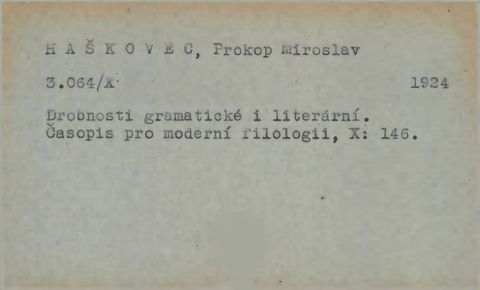 H A Š K O V E C, Prokop Miroslav
3.064/X 1924
Drobnosti gramatické i literární.
Časopis pro moderní filologii, X: 146.